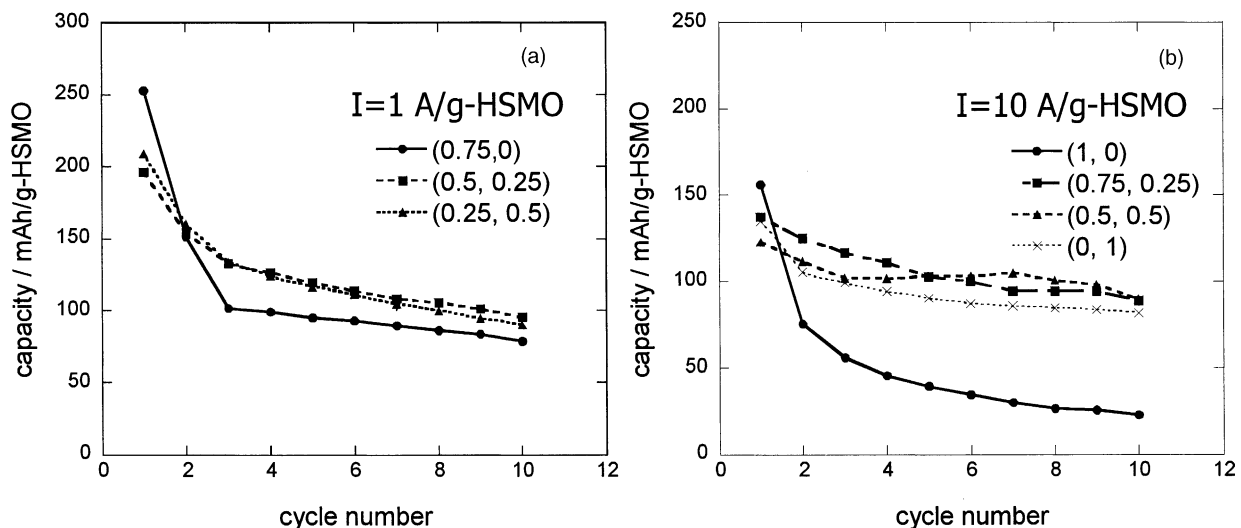 (a)
I=1 A/g-HSMO
(0.75,0)
(0.5, 0.25)
(0.25, 0.5)
capacity / mAh/g-HSMO
300
250
200
150
100
50
0
0 2 4 6 8 10 12
cycle number
(b)
I=10 A/g-HSMO
(1, 0)
(0.75, 0.25)
(0.5, 0.5)
(0, 1)
capacity / mAh/g-HSMO
250
200
150
100
50
0
0 2 4 6 8 10 12
cycle number